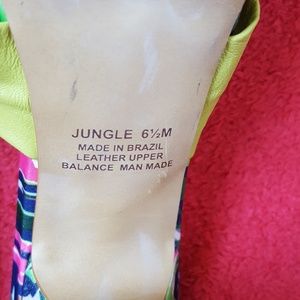 JUNGLE 6½M
MADE IN BRAZIL
LEATHER UPPER
BALANCE MAN MADE